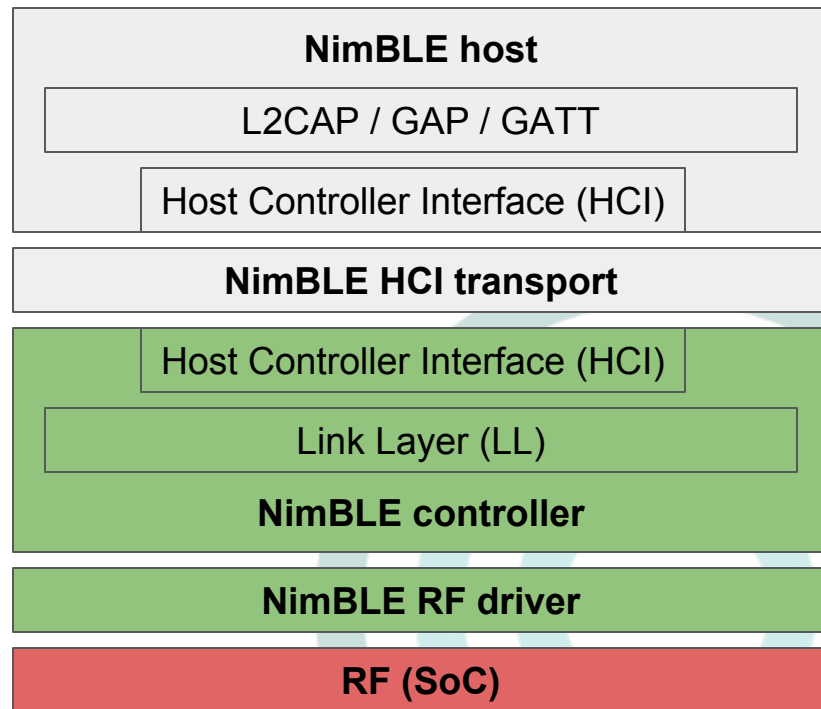 NimBLE host
L2CAP / GAP / GATT
Host Controller Interface (HCI)
NimBLE HCI transport
Host Controller Interface (HCI)
Link Layer (LL)
NimBLE controller
NimBLE RF driver
RF (SoC)